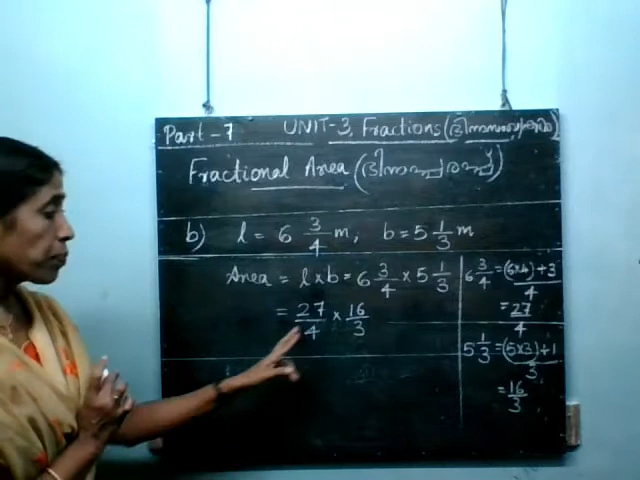 Part-7 UNIT-3, Fractions
Fractional Area
b) l = 6 3/4 m; b = 5 1/3 m
Area = l x b = 6 3/4 x 5 1/3
= 27/4 x 16/3
6 3/4 = (6x4)+3/4
= 27/4
5 1/3 = (5x3)+1/3
= 16/3